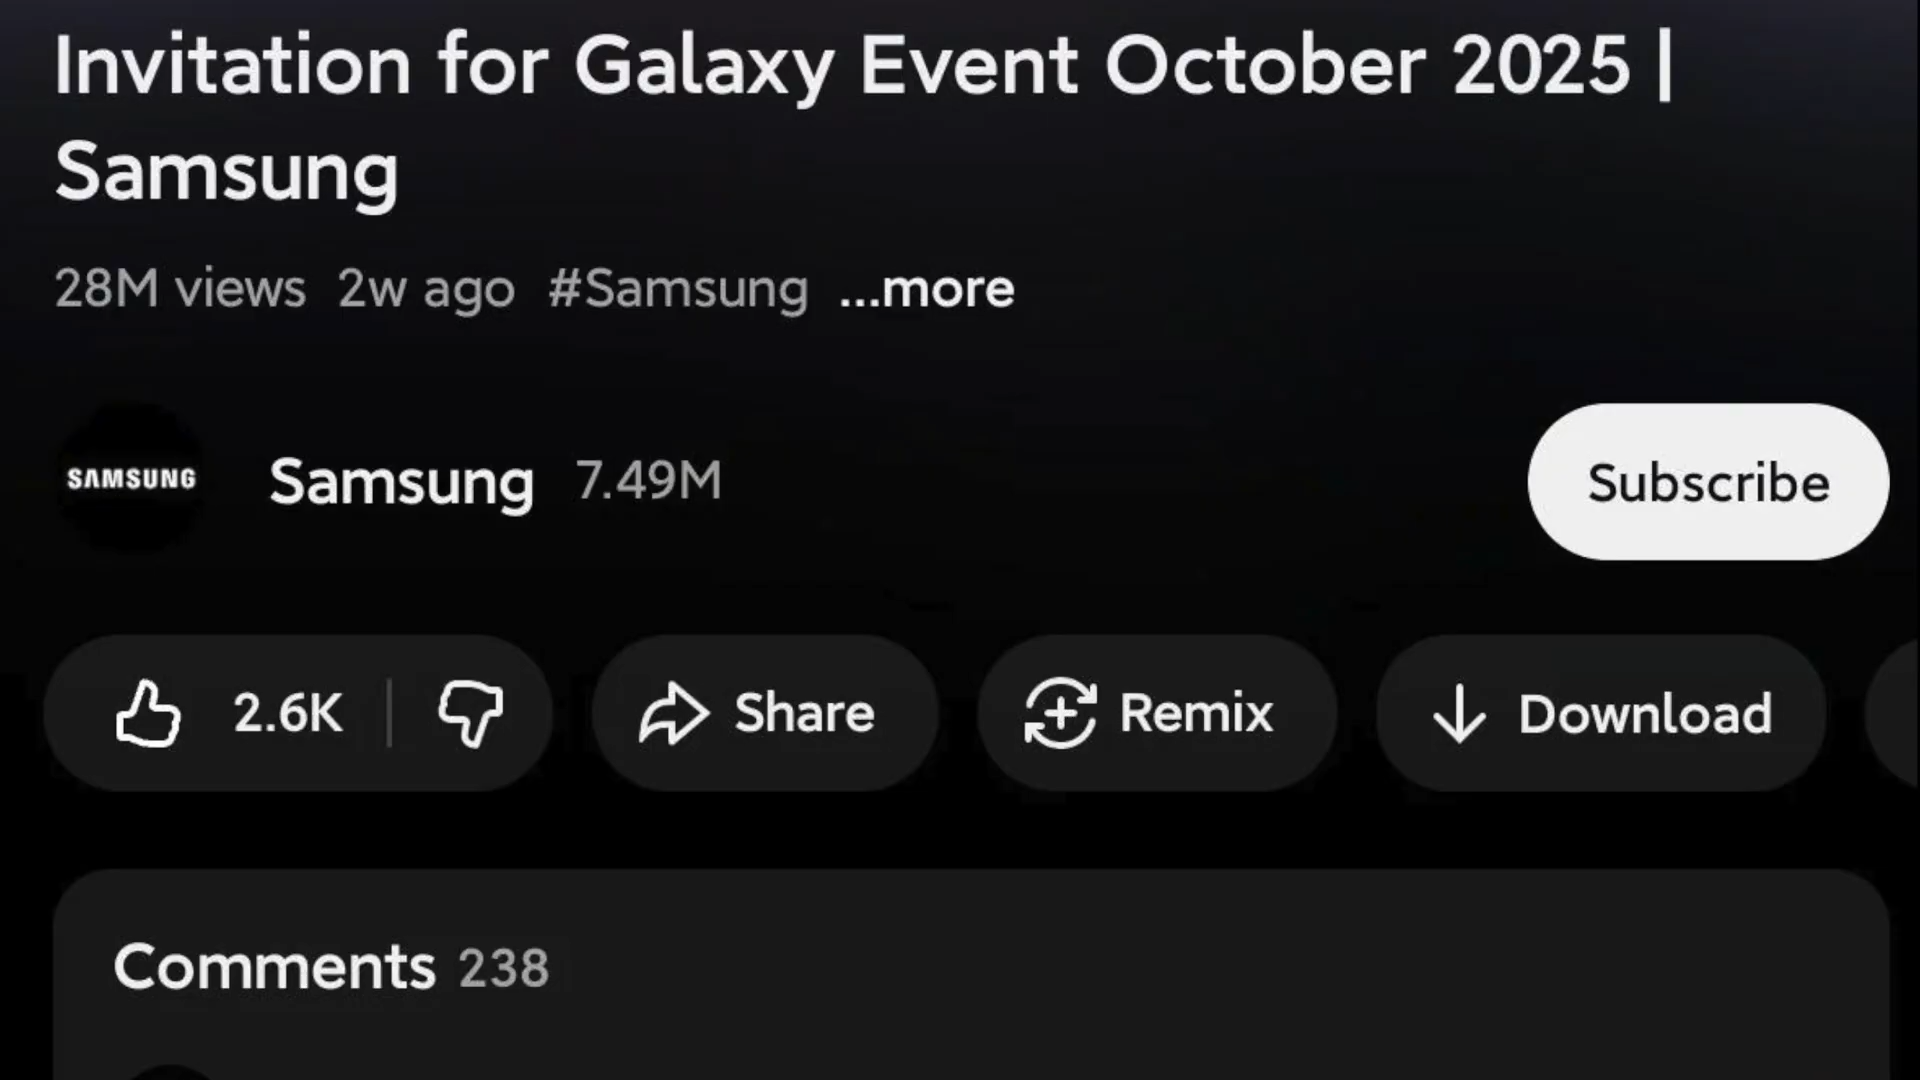 Invitation for Galaxy Event October 2025 |
Samsung
28M views 2w ago #Samsung ...more
SAMSUNG Samsung 7.49M Subscribe
2.6K Share Remix Download
Comments 238